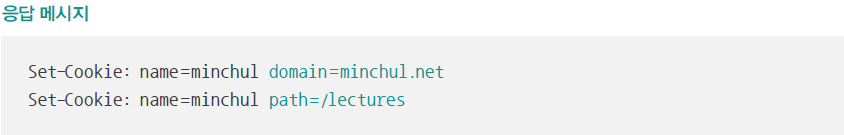 응답 메시지
Set-Cookie: name=minchul domain=minchul.net
Set-Cookie: name=minchul path=/lectures